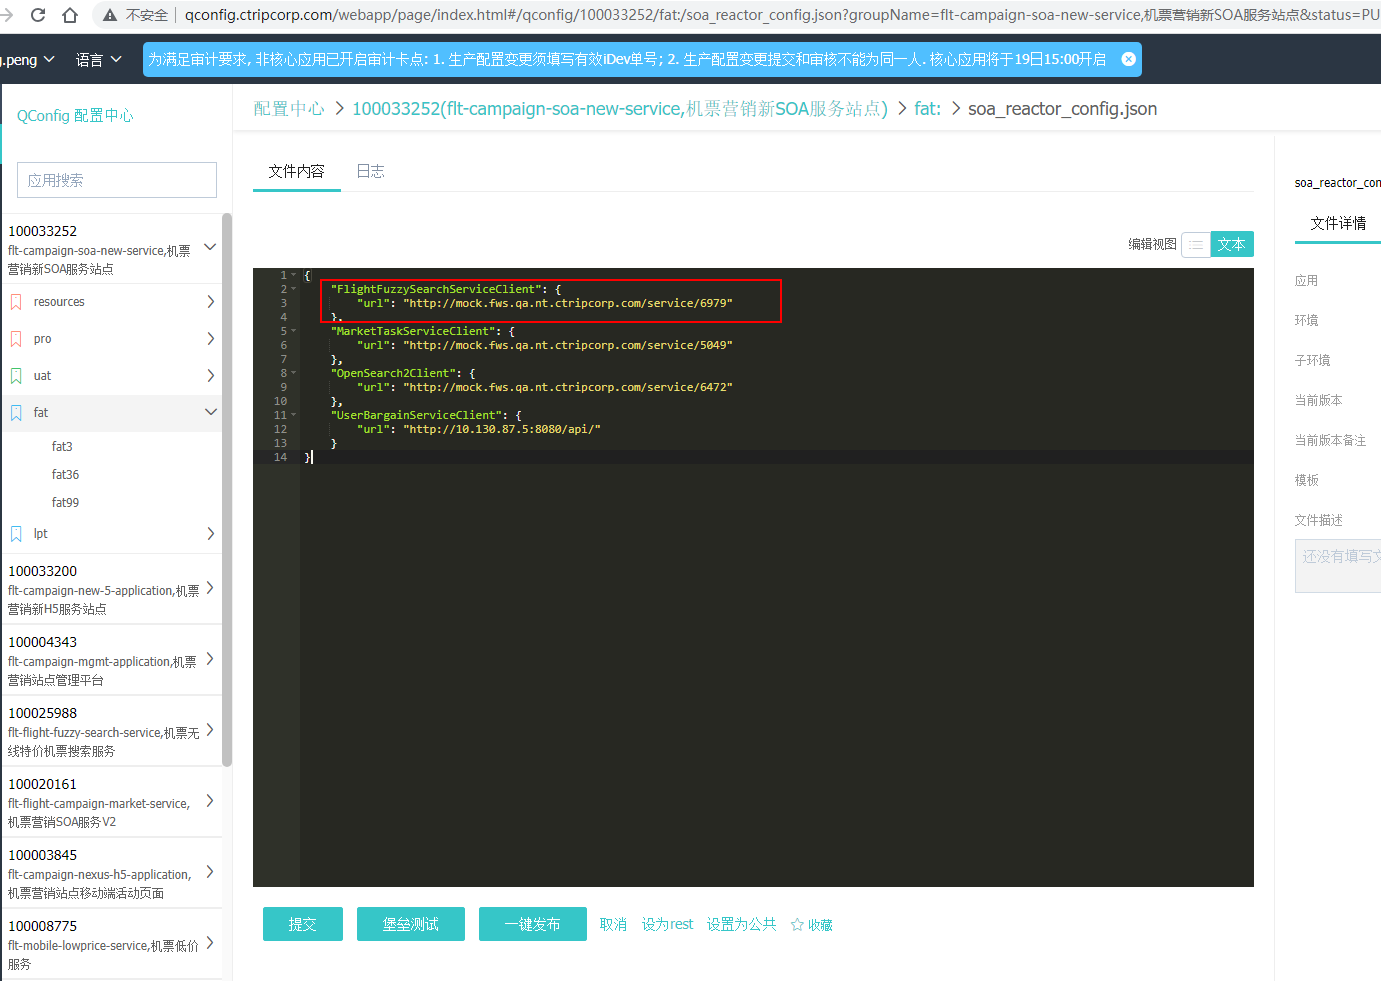 不安全
qconfig.ctripcorp.com/webapp/page/index.html#/qconfig/100033252/fat:/soa_reactor_config.json?groupName=flt-campaign-soa-new-service,机票营销新SOA服务站点&status=PU
.peng
语言
为满足审计要求, 非核心应用已开启审计卡点: 1. 生产配置变更须填写有效iDev单号; 2. 生产配置变更提交和审核不能为同一人. 核心应用将于19日15:00开启
QConfig 配置中心
应用搜索
100033252
flt-campaign-soa-new-service,机票
营销新SOA服务站点
resources
pro
uat
fat
fat3
fat36
fat99
lpt
100033200
flt-campaign-new-5-application,机票
营销新H5服务站点
100004343
flt-campaign-mgmt-application,机票
营销站点管理平台
100025988
flt-flight-fuzzy-search-service,机票无
线特价机票搜索服务
100020161
flt-flight-campaign-market-service,
机票营销SOA服务V2
100003845
flt-campaign-nexus-h5-application,
机票营销站点移动端活动页面
100008775
flt-mobile-lowprice-service,机票低价
服务
配置中心 > 100033252(flt-campaign-soa-new-service,机票营销新SOA服务站点) > fat: > soa_reactor_config.json
文件内容
日志
编辑视图
文本
1 {
2 "FlightFuzzySearchServiceClient": {
3 "url": "http://mock.fws.qa.nt.ctripcorp.com/service/6979"
4 },
5 "MarketTaskServiceClient": {
6 "url": "http://mock.fws.qa.nt.ctripcorp.com/service/5049"
7 },
8 "OpenSearch2Client": {
9 "url": "http://mock.fws.qa.nt.ctripcorp.com/service/6472"
10 },
11 "UserBargainServiceClient": {
12 "url": "http://10.130.87.5:8080/api/"
13 }
14 }
提交
堡垒测试
一键发布
取消
设为rest
设置为公共
收藏
soa_reactor_con
文件详情
应用
环境
子环境
当前版本
当前版本备注
模板
文件描述
还没有填写文